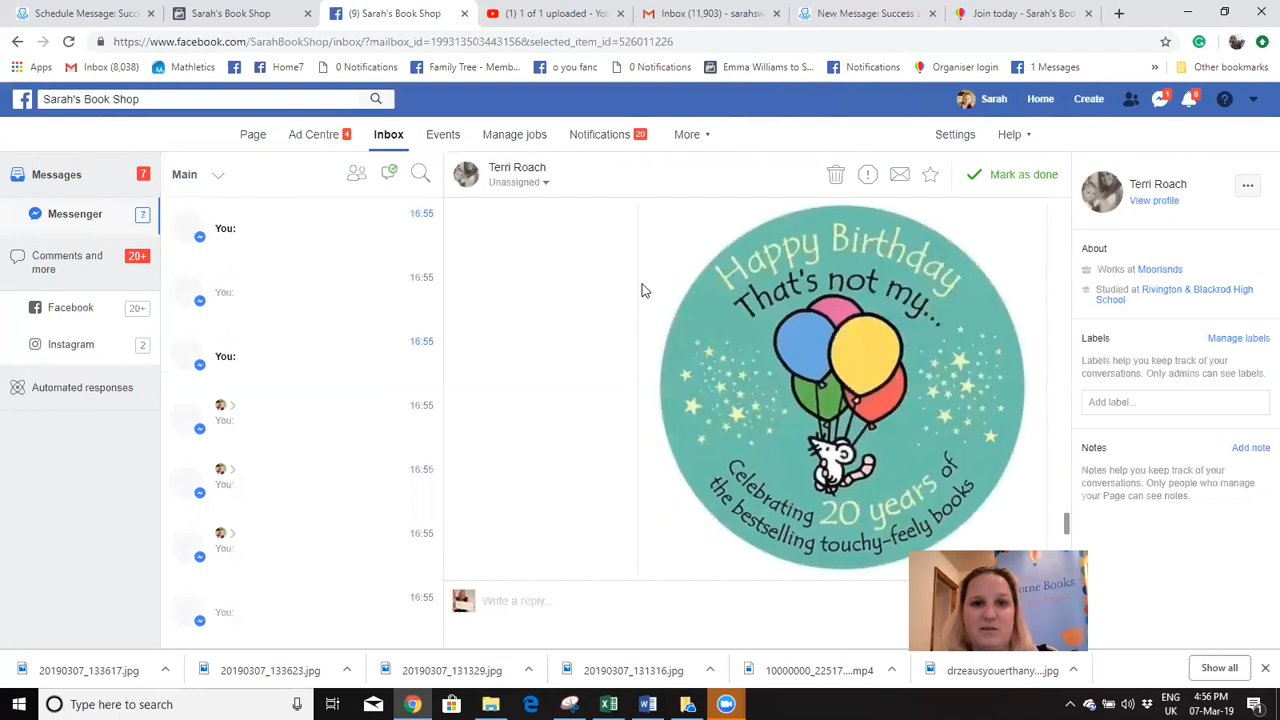 Schedule Message: Succ
Sarah's Book Shop
(9) Sarah's Book Shop
(1) 1 of 1 uploaded - You
Inbox (11,903) - sarahsw
New Message: Success
Join today - Sarah's Boo
https://www.facebook.com/SarahBookShop/inbox/?mailbox_id=199313503443156&selected_item_id=526011226
Apps
Inbox (8,038)
Mathletics
Home7
0 Notifications
Family Tree - Memb...
o you fanc
0 Notifications
Emma Williams to S...
Notifications
Organiser login
1 Messages
»
Other bookmarks
Sarah's Book Shop
Sarah
Home
Create
1
8
Page
Ad Centre 4
Inbox
Events
Manage jobs
Notifications 20
More
Settings
Help
Messages 7
Messenger 7
Comments and more 20+
Facebook 20+
Instagram 2
Automated responses
Main
You: 16:55
You: 16:55
You: 16:55
You: 16:55
You: 16:55
You: 16:55
You: 16:55
Terri Roach
Unassigned
Mark as done
Happy Birthday
That's not my...
Celebrating 20 years of
the bestselling touchy-feely books
Write a reply...
Terri Roach
View profile
About
Works at Moorlands
Studied at Rivington & Blackrod High School
Labels
Manage labels
Labels help you keep track of your
conversations. Only admins can see labels.
Add label...
Notes
Add note
Notes help you keep track of your
conversations. Only people who manage
your Page can see notes.
orne Books
20190307_133617.jpg
20190307_133623.jpg
20190307_131329.jpg
20190307_131316.jpg
10000000_22517....mp4
drzeausyouerthany....jpg
Show all
Type here to search
ENG
UK
4:56 PM
07-Mar-19
1